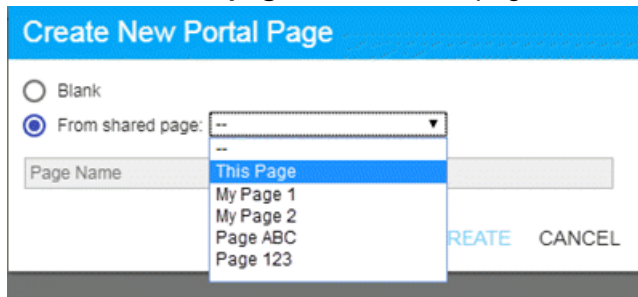 Create New Portal Page
Blank
From shared page: --
--
This Page
Page Name
My Page 1
My Page 2
Page ABC
Page 123
REATE CANCEL